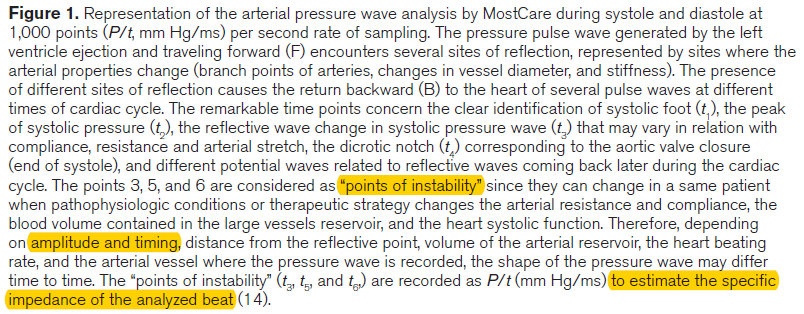 Figure 1. Representation of the arterial pressure wave analysis by MostCare during systole and diastole at
1,000 points (P/t, mm Hg/ms) per second rate of sampling. The pressure pulse wave generated by the left
ventricle ejection and traveling forward (F) encounters several sites of reflection, represented by sites where the
arterial properties change (branch points of arteries, changes in vessel diameter, and stiffness). The presence
of different sites of reflection causes the return backward (B) to the heart of several pulse waves at different
times of cardiac cycle. The remarkable time points concern the clear identification of systolic foot (t₁), the peak
of systolic pressure (t₂), the reflective wave change in systolic pressure wave (t₃) that may vary in relation with
compliance, resistance and arterial stretch, the dicrotic notch (t₄) corresponding to the aortic valve closure
(end of systole), and different potential waves related to reflective waves coming back later during the cardiac
cycle. The points 3, 5, and 6 are considered as “points of instability” since they can change in a same patient
when pathophysiologic conditions or therapeutic strategy changes the arterial resistance and compliance, the
blood volume contained in the large vessels reservoir, and the heart systolic function. Therefore, depending
on amplitude and timing, distance from the reflective point, volume of the arterial reservoir, the heart beating
rate, and the arterial vessel where the pressure wave is recorded, the shape of the pressure wave may differ
time to time. The “points of instability” (t₃, t₅, and t₆) are recorded as P/t (mm Hg/ms) to estimate the specific
impedance of the analyzed beat (14).